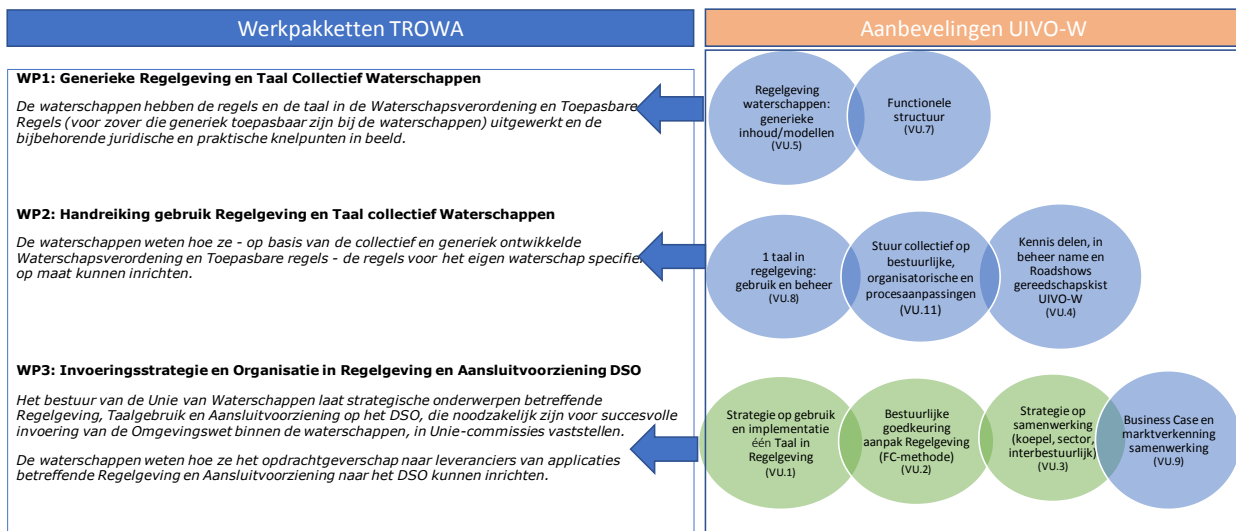 Werkpakketten TROWA
Aanbevelingen UIVO-W
WP1: Generieke Regelgeving en Taal Collectief Waterschappen
De waterschappen hebben de regels en de taal in de Waterschapsverordening en Toepasbare
Regels (voor zover die generiek toepasbaar zijn bij de waterschappen) uitgewerkt en de
bijbehorende juridische en praktische knelpunten in beeld.
Regelgeving
waterschappen:
generieke
inhoud/modellen
(VU.5)
Functionele
structuur
(VU.7)
WP2: Handreiking gebruik Regelgeving en Taal collectief Waterschappen
De waterschappen weten hoe ze - op basis van de collectief en generiek ontwikkelde
Waterschapsverordening en Toepasbare regels - de regels voor het eigen waterschap specifie
op maat kunnen inrichten.
1 taal in
regelgeving:
gebruik en beheer
(VU.8)
Stuur collectief op
bestuurlijke,
organisatorische en
procesaanpassingen
(VU.11)
Kennis delen, in
beheer name en
Roadshows
gereedschapskist
UIVO-W
(VU.4)
WP3: Invoeringsstrategie en Organisatie in Regelgeving en Aansluitvoorziening DSO
Het bestuur van de Unie van Waterschappen laat strategische onderwerpen betreffende
Regelgeving, Taalgebruik en Aansluitvoorziening op het DSO, die noodzakelijk zijn voor succesvolle
invoering van de Omgevingswet binnen de waterschappen, in Unie-commissies vaststellen.
De waterschappen weten hoe ze het opdrachtgeverschap naar leveranciers van applicaties
betreffende Regelgeving en Aansluitvoorziening naar het DSO kunnen inrichten.
Strategie op gebruik
en implementatie
één Taal in
Regelgeving
(VU.1)
Bestuurlijke
goedkeuring
aanpak Regelgeving
(FC-methode)
(VU.2)
Strategie op
samenwerking
(koepel, sector,
interbestuurlijk)
(VU.3)
Business Case en
marktverkenning
samenwerking
(VU.9)